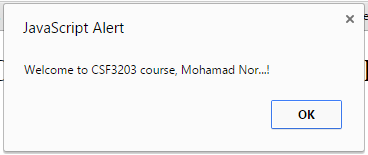 JavaScript Alert
Welcome to CSF3203 course, Mohamad Nor...!
OK